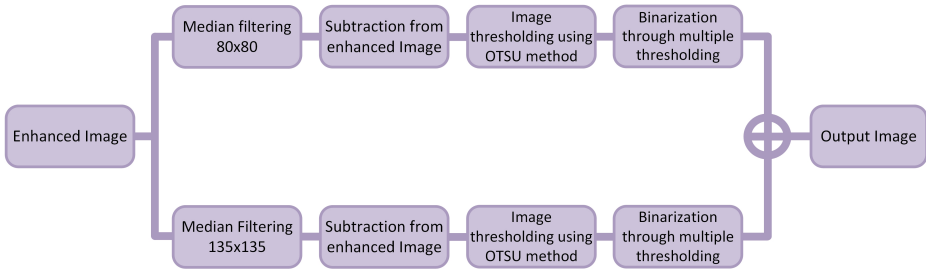 Median filtering
80x80
Subtraction from
enhanced Image
Image
thresholding using
OTSU method
Binarization
through multiple
thresholding
Enhanced Image
Output Image
Median Filtering
135x135
Subtraction from
enhanced Image
Image
thresholding using
OTSU method
Binarization
through multiple
thresholding